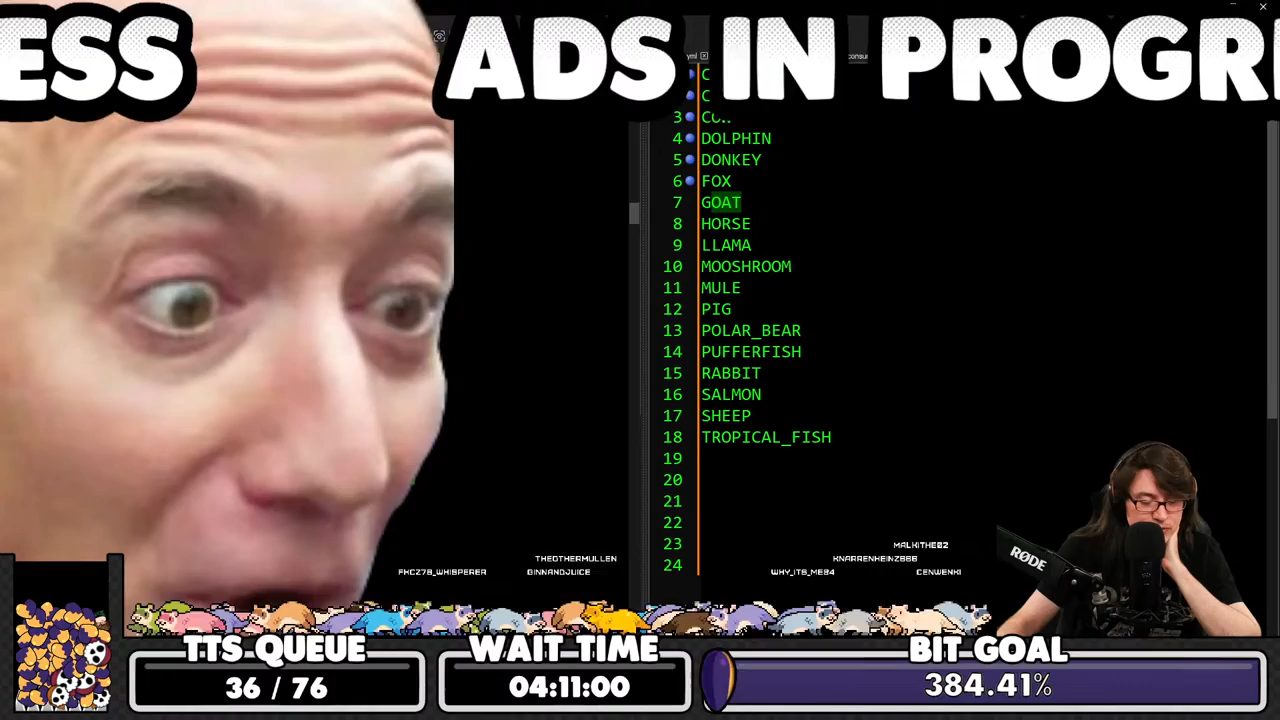 ESS ADS IN PROGR
yml
C
C
3
4 DOLPHIN
5 DONKEY
6 FOX
7 GOAT
8 HORSE
9 LLAMA
10 MOOSHROOM
11 MULE
12 PIG
13 POLAR_BEAR
14 PUFFERFISH
15 RABBIT
16 SALMON
17 SHEEP
18 TROPICAL_FISH
19
20
21
22
23
24
THEOTHERMULLEN
FKCZ78_WHISPERER GINNANDJUICE
MALKITHE02
KNARRENHEINZ666
WHY_ITS_ME84 CENWENKI
RØDE
TTS QUEUE
36 / 76
WAIT TIME
04:11:00
BIT GOAL
384.41%